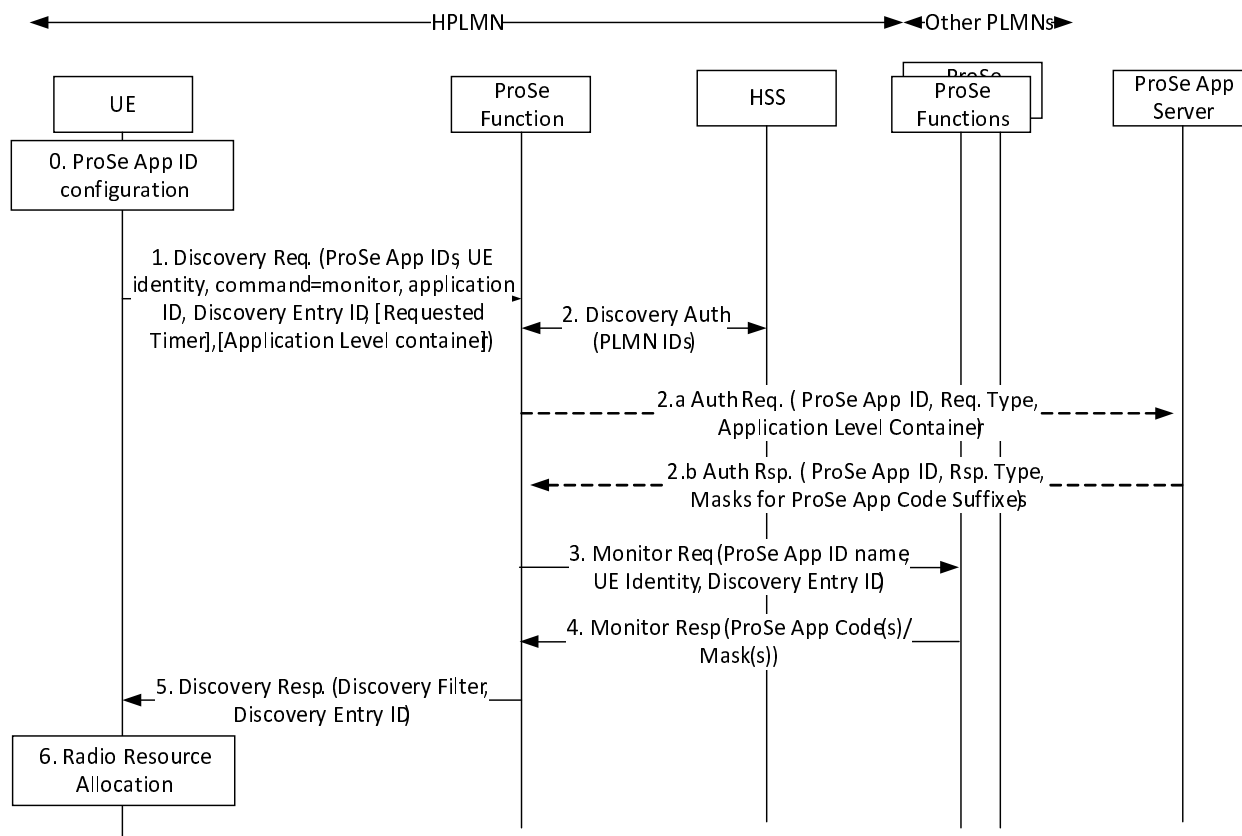 HPLMN
Other PLMNs
UE
ProSe
Function
HSS
ProSe
ProSe
Functions
ProSe App
Server
0. ProSe App ID
configuration
1. Discovery Req. (ProSe App IDs, UE
identity, command=monitor, application
ID, Discovery Entry ID, [Requested
Timer],[Application Level container])
2. Discovery Auth
(PLMN IDs)
2.a Auth Req. ( ProSe App ID, Req. Type,
Application Level Container)
2.b Auth Rsp. ( ProSe App ID, Rsp. Type,
Masks for ProSe App Code Suffixes)
3. Monitor Req (ProSe App ID name,
UE Identity, Discovery Entry ID)
4. Monitor Resp (ProSe App Code(s)/
Mask(s))
5. Discovery Resp. (Discovery Filter,
Discovery Entry ID)
6. Radio Resource
Allocation